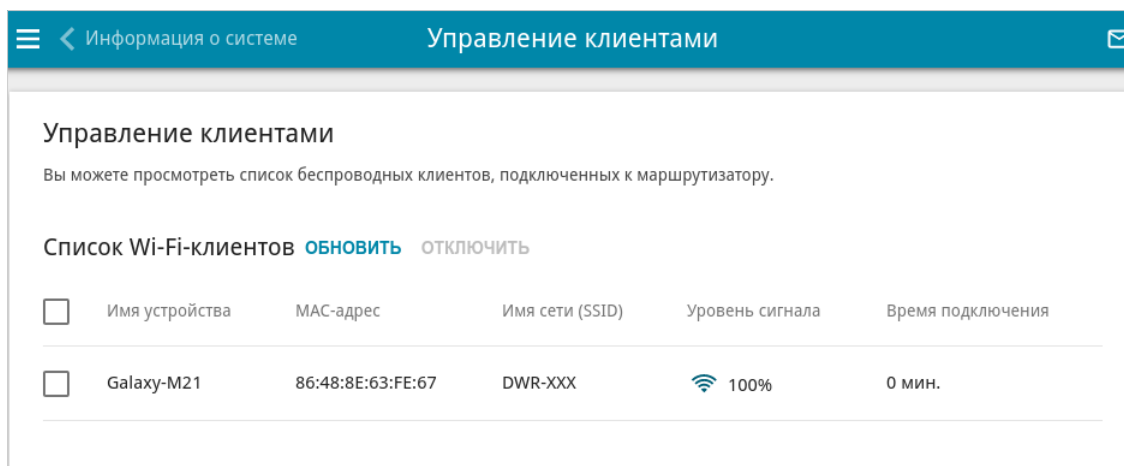 Информация о системе Управление клиентами
Управление клиентами
Вы можете просмотреть список беспроводных клиентов, подключенных к маршрутизатору.
Список Wi-Fi-клиентов ОБНОВИТЬ ОТКЛЮЧИТЬ
Имя устройства MAC-адрес Имя сети (SSID) Уровень сигнала Время подключения
Galaxy-M21 86:48:8E:63:FE:67 DWR-XXX 100% 0 мин.